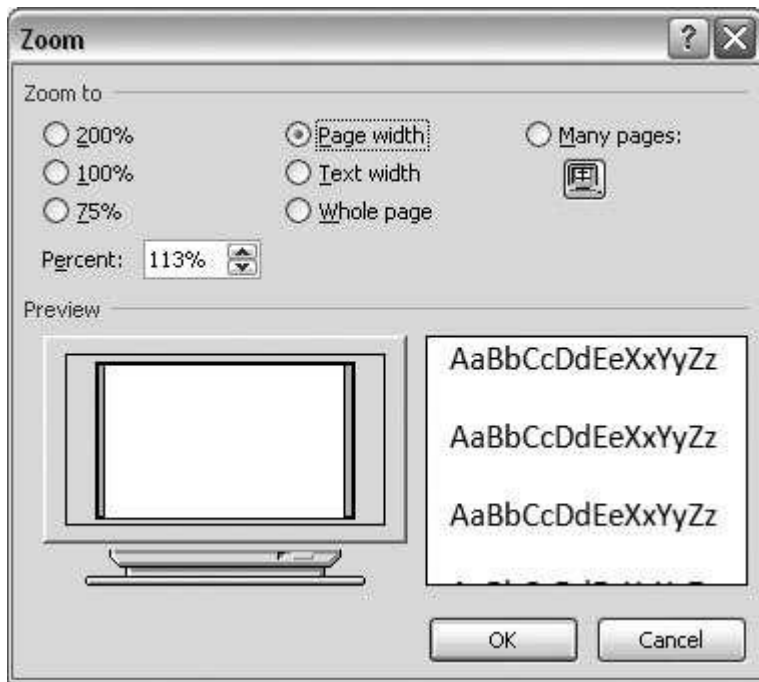 Zoom
Zoom to
200% Page width Many pages:
100% Text width
75% Whole page
Percent: 113%
Preview
AaBbCcDdEeXxYyZz
AaBbCcDdEeXxYyZz
AaBbCcDdEeXxYyZz
OK Cancel